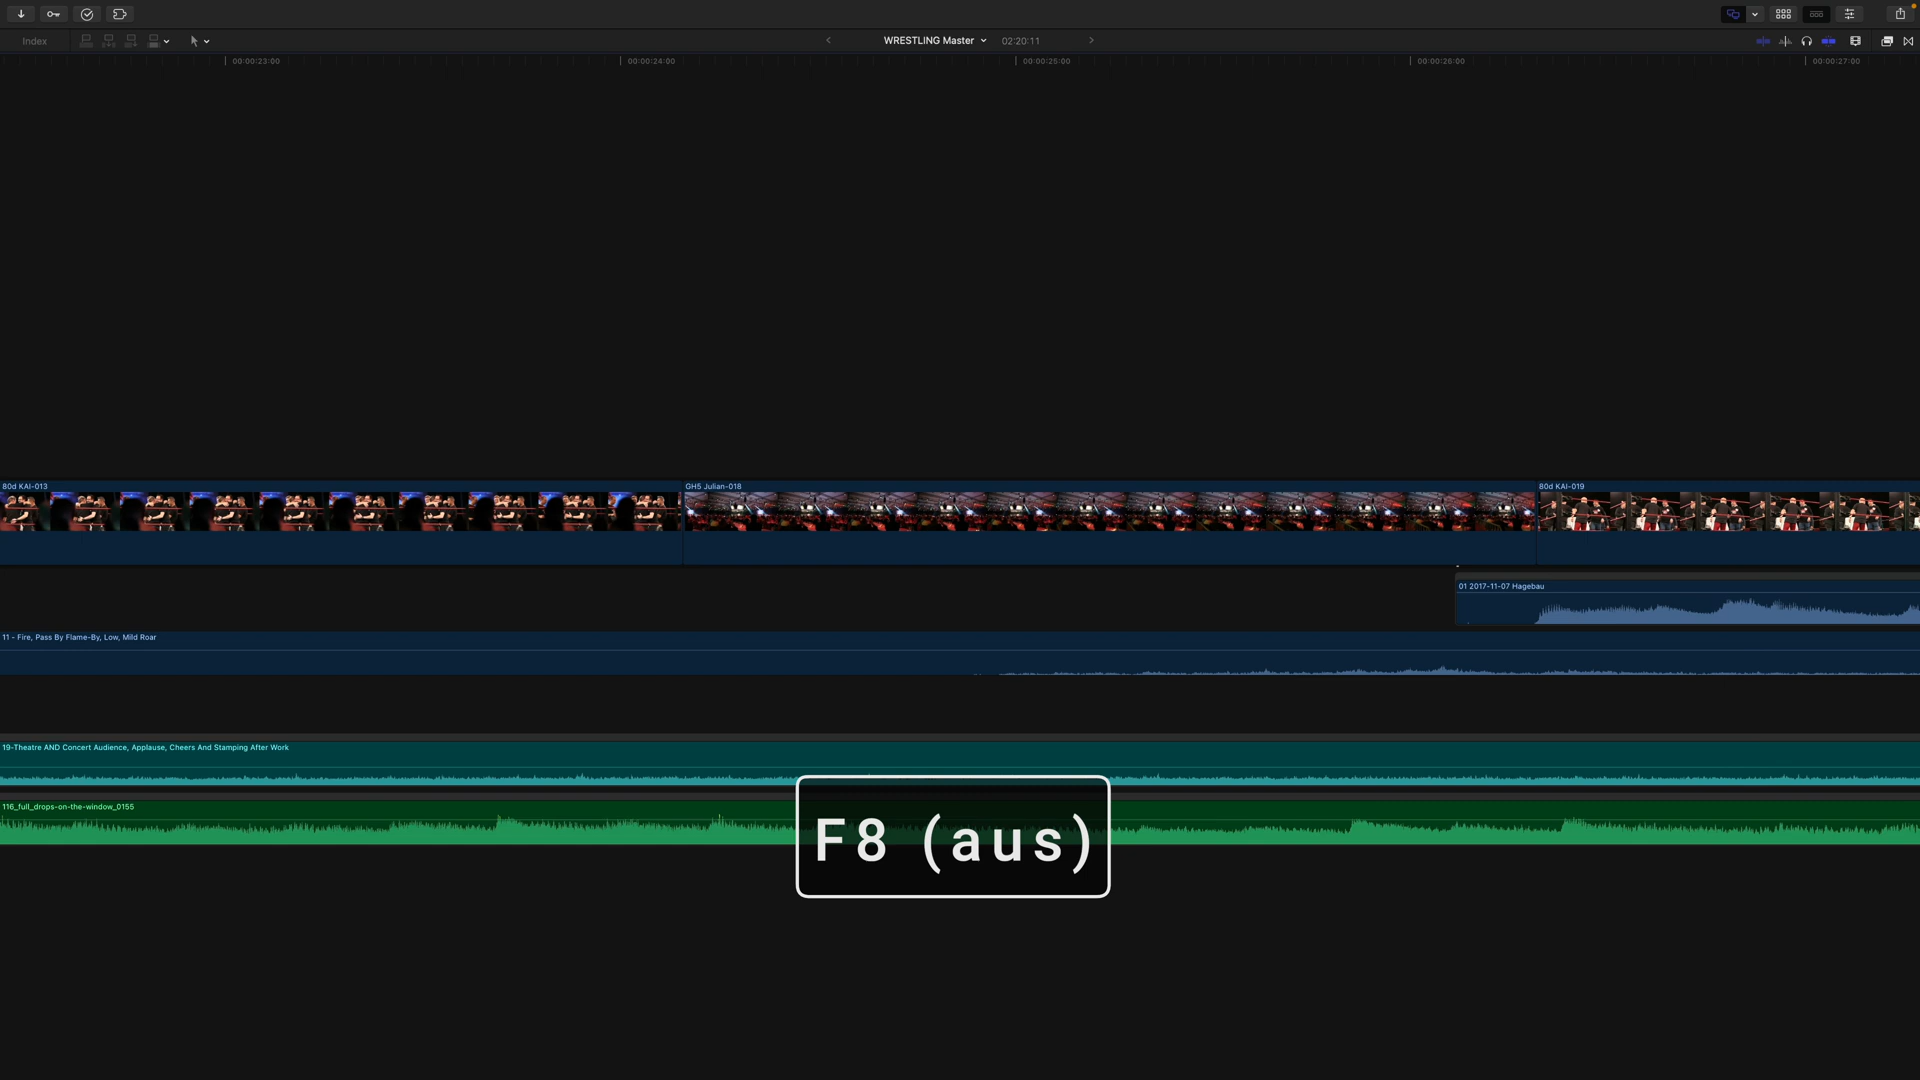 Index
WRESTLING Master
02:20:11
00:00:23:00
00:00:24:00
00:00:25:00
00:00:26:00
00:00:27:00
80d KAI-013
GH5 Julian-018
80d KAI-019
01 2017-11-07 Hagebau
11 - Fire, Pass By Flame-By, Low, Mild Roar
19-Theatre AND Concert Audience, Applause, Cheers And Stamping After Work
116_full_drops-on-the-window_0155
F8 (aus)